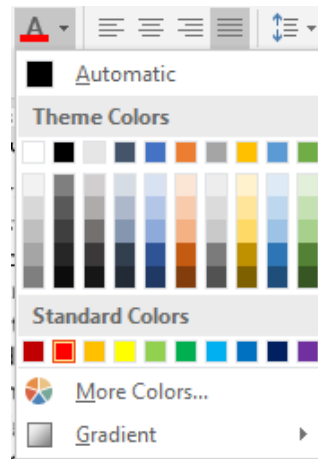 A
Automatic
Theme Colors
Standard Colors
More Colors...
Gradient